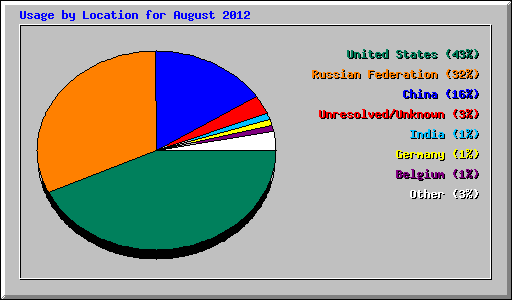 Usage by Location for August 2012
United States (43%)
Russian Federation (32%)
China (16%)
Unresolved/Unknown (3%)
India (1%)
Germany (1%)
Belgium (1%)
Other (3%)